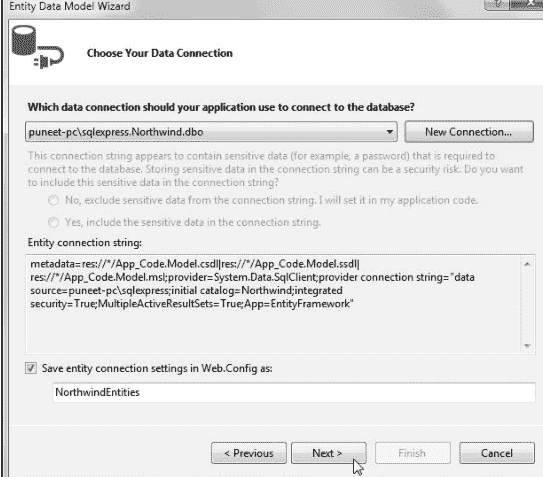 Entity Data Model Wizard
Choose Your Data Connection
Which data connection should your application use to connect to the database?
puneet-pc\sqlexpress.Northwind.dbo
New Connection...
This connection string appears to contain sensitive data (for example, a password) that is required to
connect to the database. Storing sensitive data in the connection string can be a security risk. Do you want
to include this sensitive data in the connection string?
No, exclude sensitive data from the connection string. I will set it in my application code.
Yes, include the sensitive data in the connection string.
Entity connection string:
metadata=res://*/App_Code.Model.csdl|res://*/App_Code.Model.ssdl|
res://*/App_Code.Model.msl;provider=System.Data.SqlClient;provider connection string="data
source=puneet-pc\sqlexpress;initial catalog=Northwind;integrated
security=True;MultipleActiveResultSets=True;App=EntityFramework"
Save entity connection settings in Web.Config as:
NorthwindEntities
< Previous
Next >
Finish
Cancel